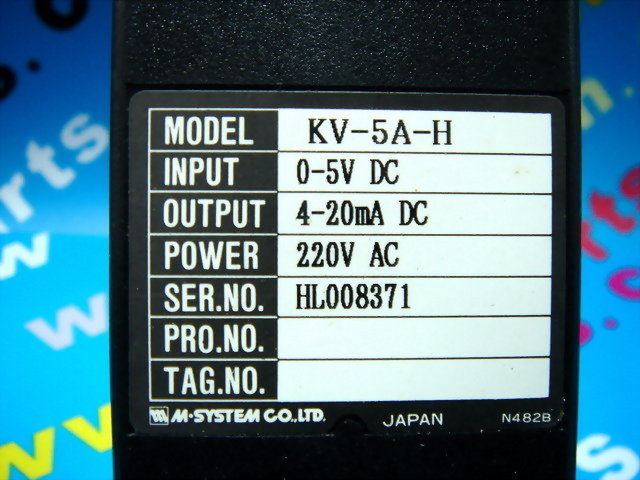 MODEL KV-5A-H
INPUT 0-5V DC
OUTPUT 4-20mA DC
POWER 220V AC
SER.NO. HL008371
PRO.NO.
TAG.NO.
M·SYSTEM CO.,LTD. JAPAN N482B